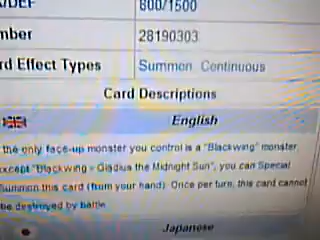 /DEF 800/1500
mber 28190303
rd Effect Types Summon Continuous
Card Descriptions
English
the only face-up monster you control is a "Blackwing" monster,
except "Blackwing - Gladius the Midnight Sun", you can Special
Summon this card (from your hand). Once per turn, this card cannot
be destroyed by battle.
Japanese